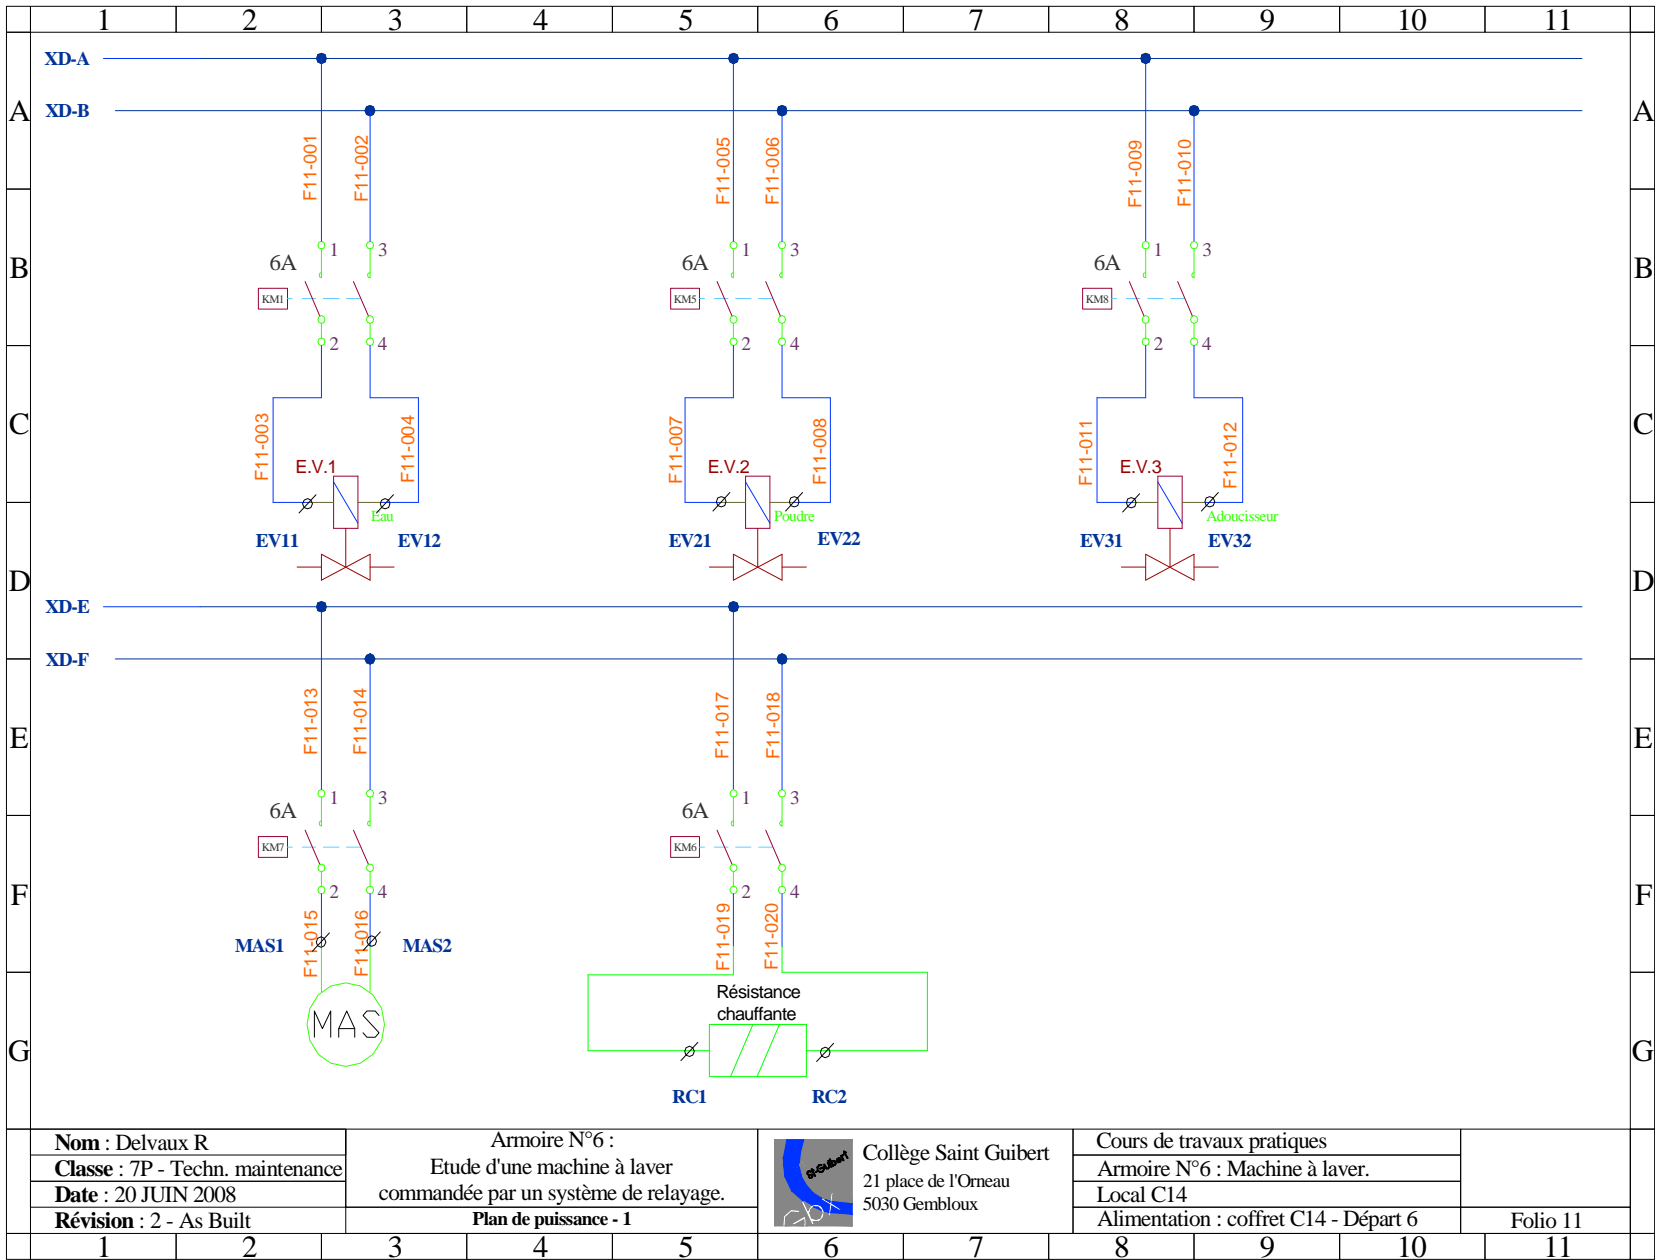 1 2 3 4 5 6 7 8 9 10 11
XD-A
A XD-B A
F11-001 F11-002 F11-005 F11-006 F11-009 F11-010
1 3 1 3 1 3
B 6A 6A 6A B
KM1 KM5 KM8
2 4 2 4 2 4
C F11-003 F11-004 F11-007 F11-008 F11-011 F11-012 C
E.V.1 E.V.2 E.V.3
Eau Poudre Adoucisseur
EV11 EV12 EV21 EV22 EV31 EV32
D D
XD-E
XD-F
F11-013 F11-014 F11-017 F11-018
E E
1 3 1 3
6A 6A
KM7 KM6
F 2 4 2 4 F
F11-015 F11-016 F11-019 F11-020
MAS1 MAS2
Résistance
chauffante
MAS
G G
RC1 RC2
Nom : Delvaux R
Classe : 7P - Techn. maintenance
Date : 20 JUIN 2008
Révision : 2 - As Built
Armoire N°6 :
Etude d'une machine à laver
commandée par un système de relayage.
Plan de puissance - 1
St-Guibert
Gbx
Collège Saint Guibert
21 place de l'Orneau
5030 Gembloux
Cours de travaux pratiques
Armoire N°6 : Machine à laver.
Local C14
Alimentation : coffret C14 - Départ 6
Folio 11
1 2 3 4 5 6 7 8 9 10 11